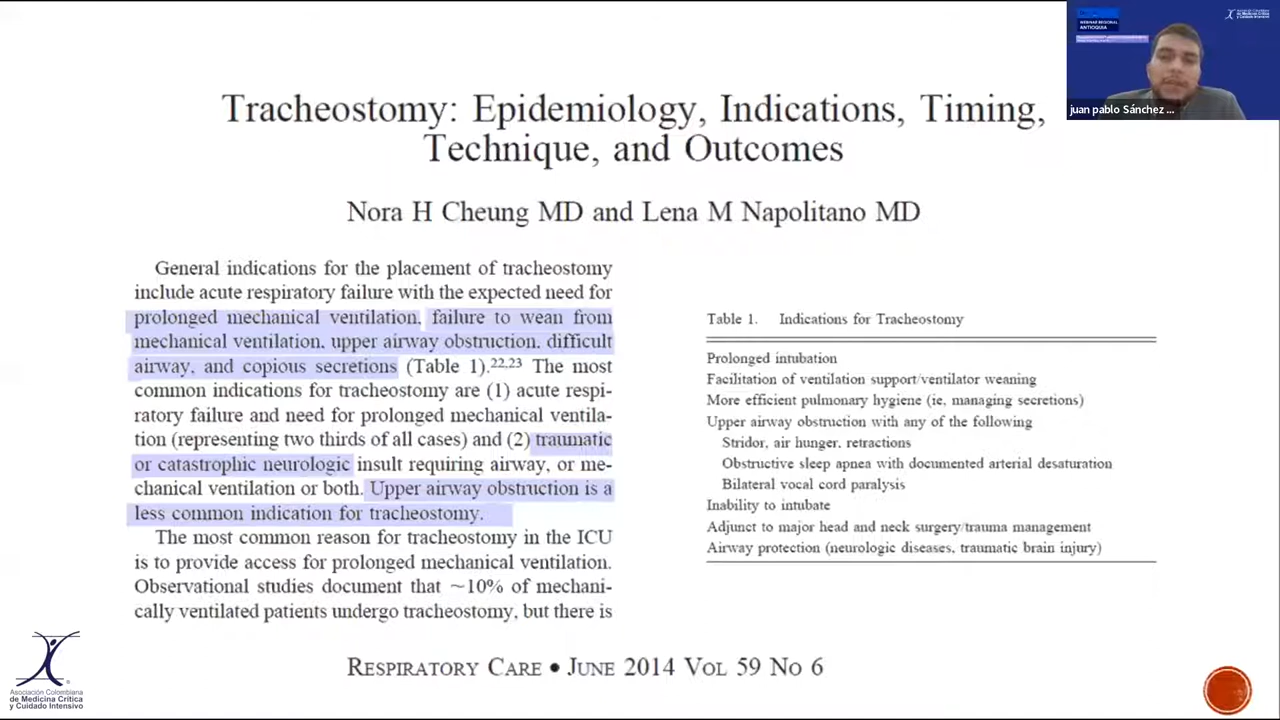 Tracheostomy: Epidemiology, Indications, Timing,
Technique, and Outcomes
Nora H Cheung MD and Lena M Napolitano MD
General indications for the placement of tracheostomy
include acute respiratory failure with the expected need for
prolonged mechanical ventilation, failure to wean from
mechanical ventilation, upper airway obstruction, difficult
airway, and copious secretions (Table 1).22,23 The most
common indications for tracheostomy are (1) acute respi-
ratory failure and need for prolonged mechanical ventila-
tion (representing two thirds of all cases) and (2) traumatic
or catastrophic neurologic insult requiring airway, or me-
chanical ventilation or both. Upper airway obstruction is a
less common indication for tracheostomy.
The most common reason for tracheostomy in the ICU
is to provide access for prolonged mechanical ventilation.
Observational studies document that ~10% of mechani-
cally ventilated patients undergo tracheostomy, but there is
Table 1. Indications for Tracheostomy
Prolonged intubation
Facilitation of ventilation support/ventilator weaning
More efficient pulmonary hygiene (ie, managing secretions)
Upper airway obstruction with any of the following
Stridor, air hunger, retractions
Obstructive sleep apnea with documented arterial desaturation
Bilateral vocal cord paralysis
Inability to intubate
Adjunct to major head and neck surgery/trauma management
Airway protection (neurologic diseases, traumatic brain injury)
RESPIRATORY CARE • JUNE 2014 VOL 59 NO 6
WEBINAR REGIONAL
ANTIOQUIA
Asociación Colombiana
de Medicina Crítica
y Cuidado Intensivo
juan pablo Sánchez ...
Asociación Colombiana
de Medicina Crítica
y Cuidado Intensivo